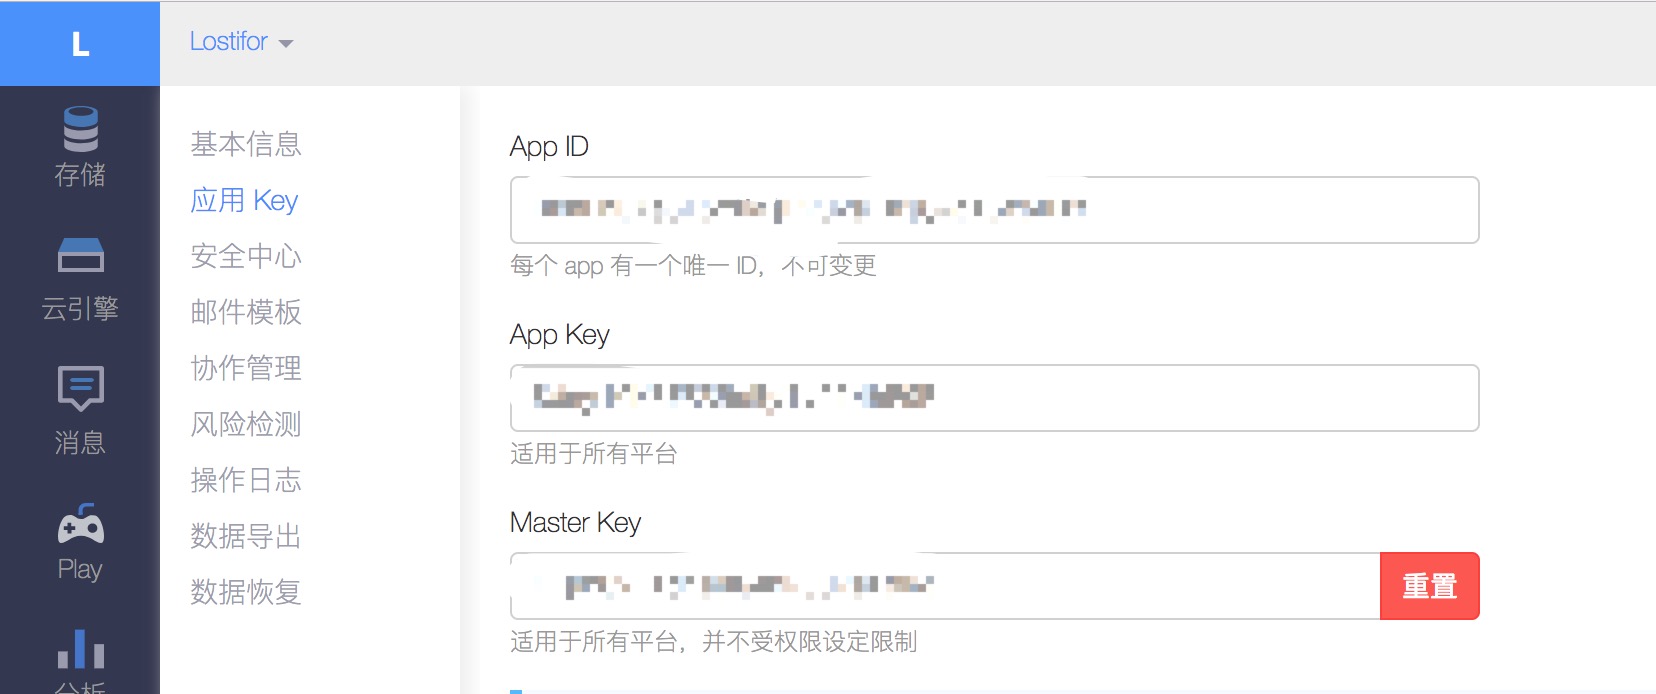 L
Lostifor
存储
云引擎
消息
Play
分析
基本信息
应用 Key
安全中心
邮件模板
协作管理
风险检测
操作日志
数据导出
数据恢复
App ID
每个 app 有一个唯一 ID，不可变更
App Key
适用于所有平台
Master Key
重置
适用于所有平台，并不受权限设定限制